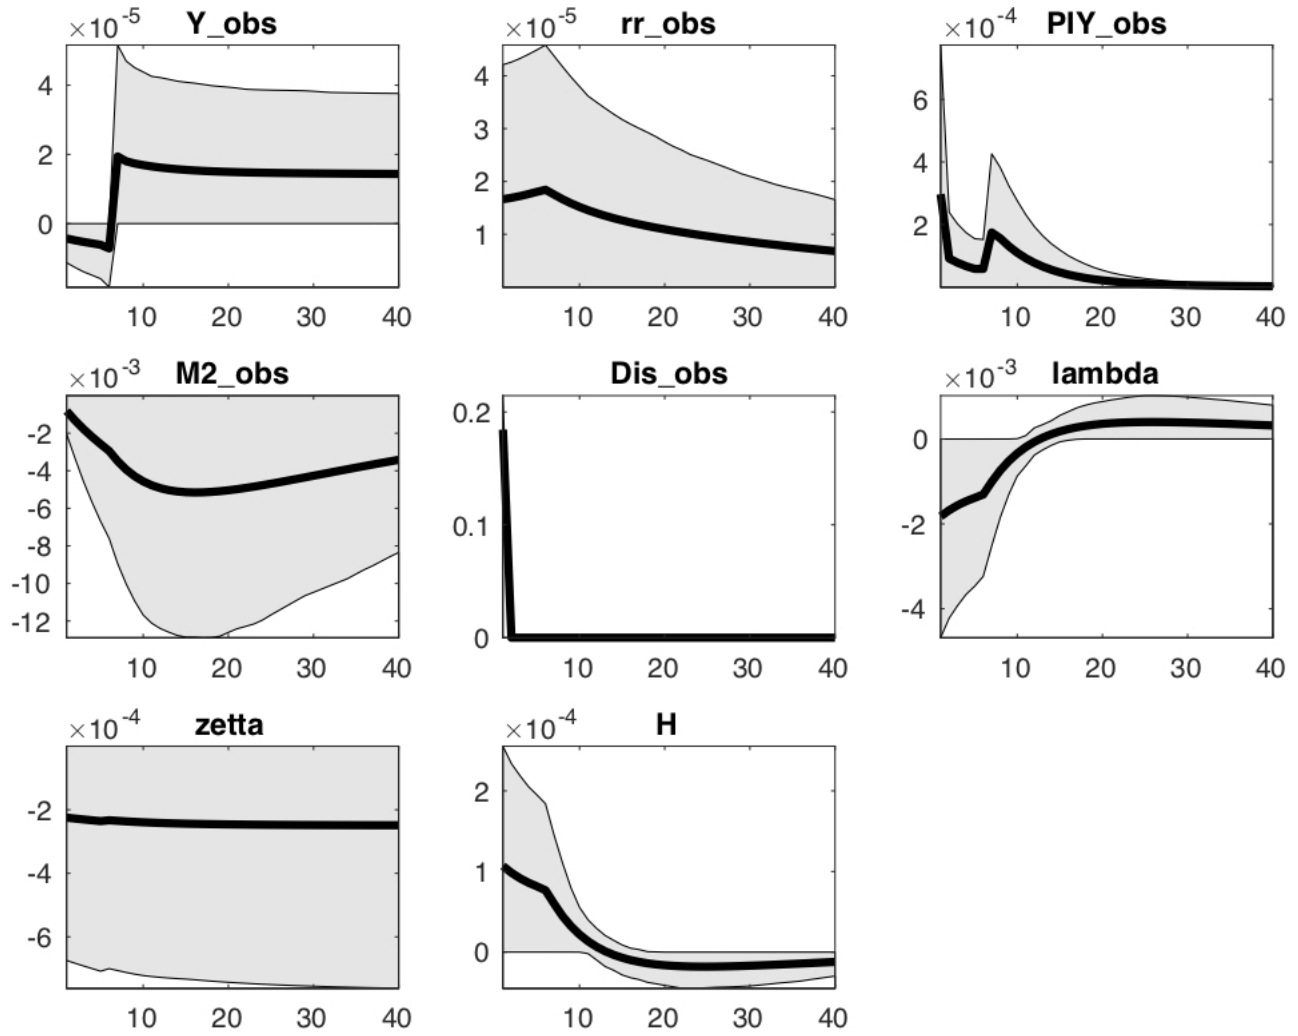 ×10⁻⁵ Y_obs
4
2
0
10 20 30 40
×10⁻⁵ rr_obs
4
3
2
1
10 20 30 40
×10⁻⁴ PIY_obs
6
4
2
10 20 30 40
×10⁻³ M2_obs
-2
-4
-6
-8
-10
-12
10 20 30 40
Dis_obs
0.2
0.1
0
10 20 30 40
×10⁻³ lambda
0
-2
-4
10 20 30 40
×10⁻⁴ zetta
-2
-4
-6
10 20 30 40
×10⁻⁴ H
2
1
0
10 20 30 40